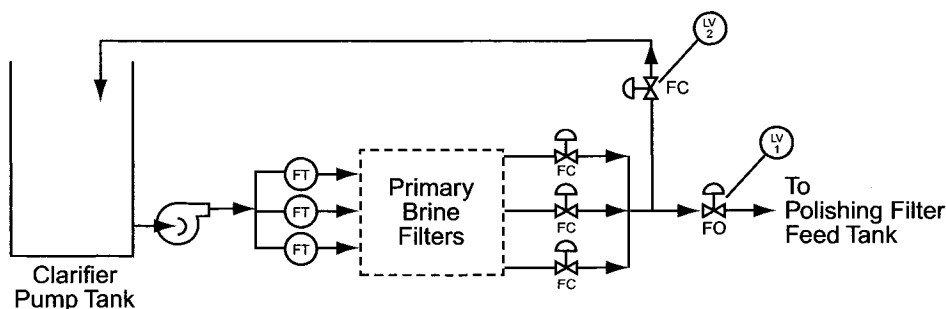 LV
2
FC
LV
1
FT
FT
FT
Primary
Brine
Filters
FC
FC
FC
FO
To
Polishing Filter
Feed Tank
Clarifier
Pump Tank